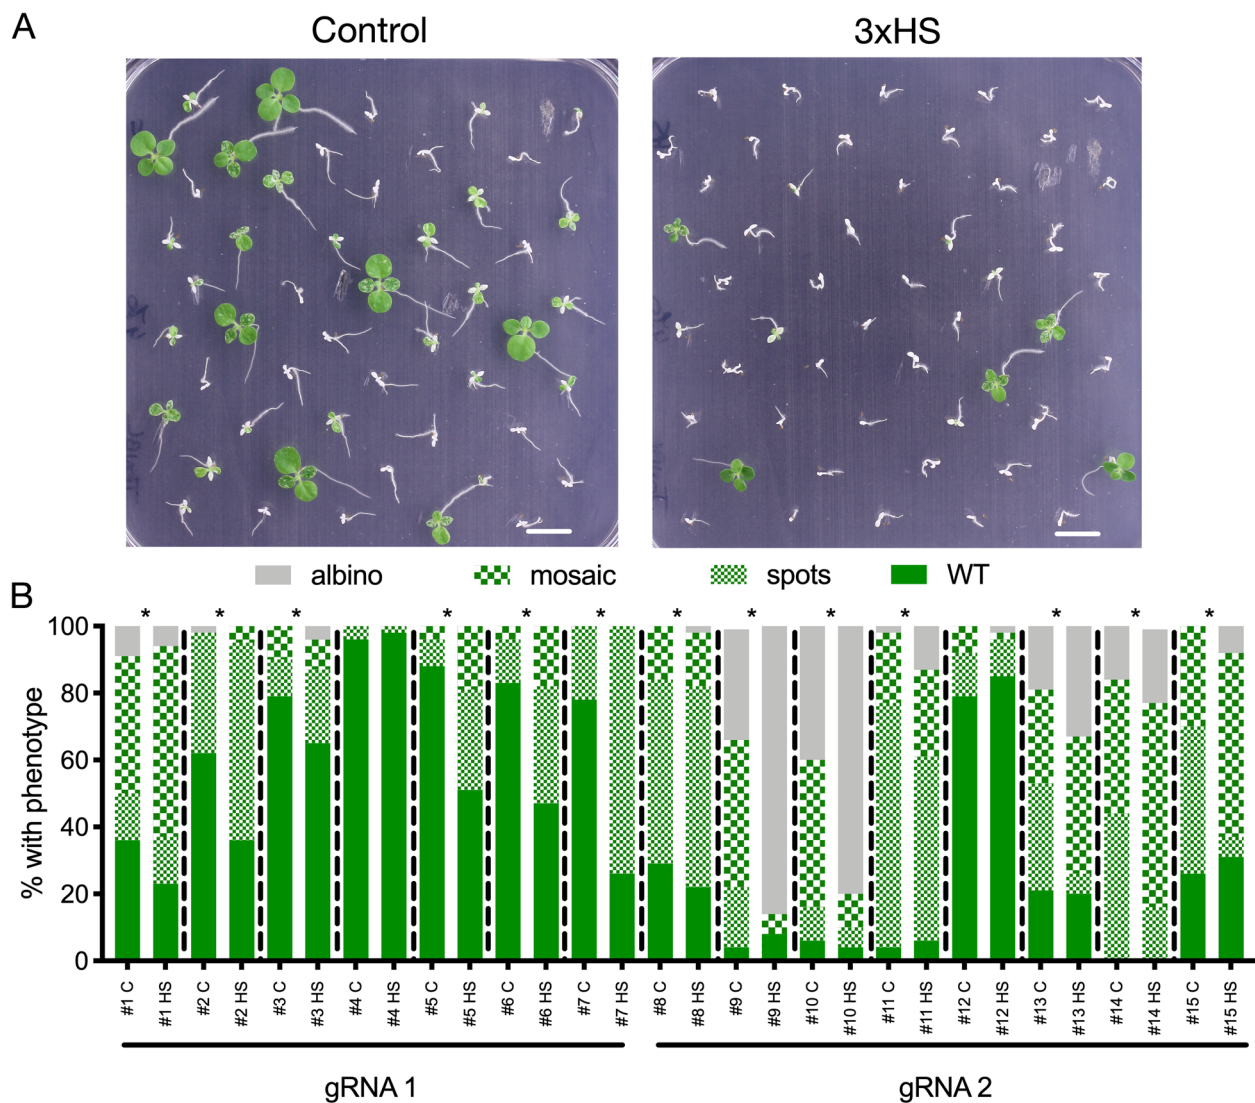 A
Control
3xHS
albino
mosaic
spots
WT
B
* * * * * * * * * * * * *
% with phenotype
100
80
60
40
20
0
#1 C #1 HS #2 C #2 HS #3 C #3 HS #4 C #4 HS #5 C #5 HS #6 C #6 HS #7 C #7 HS #8 C #8 HS #9 C #9 HS #10 C #10 HS #11 C #11 HS #12 C #12 HS #13 C #13 HS #14 C #14 HS #15 C #15 HS
gRNA 1
gRNA 2